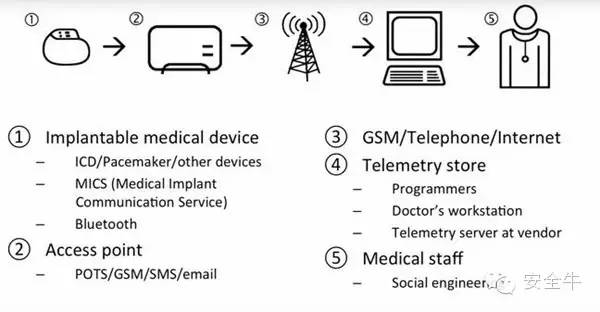 ① ② ③ ④ ⑤
① Implantable medical device
– ICD/Pacemaker/other devices
– MICS (Medical Implant
Communication Service)
– Bluetooth
② Access point
– POTS/GSM/SMS/email
③ GSM/Telephone/Internet
④ Telemetry store
– Programmers
– Doctor's workstation
– Telemetry server at vendor
⑤ Medical staff
– Social
安全牛